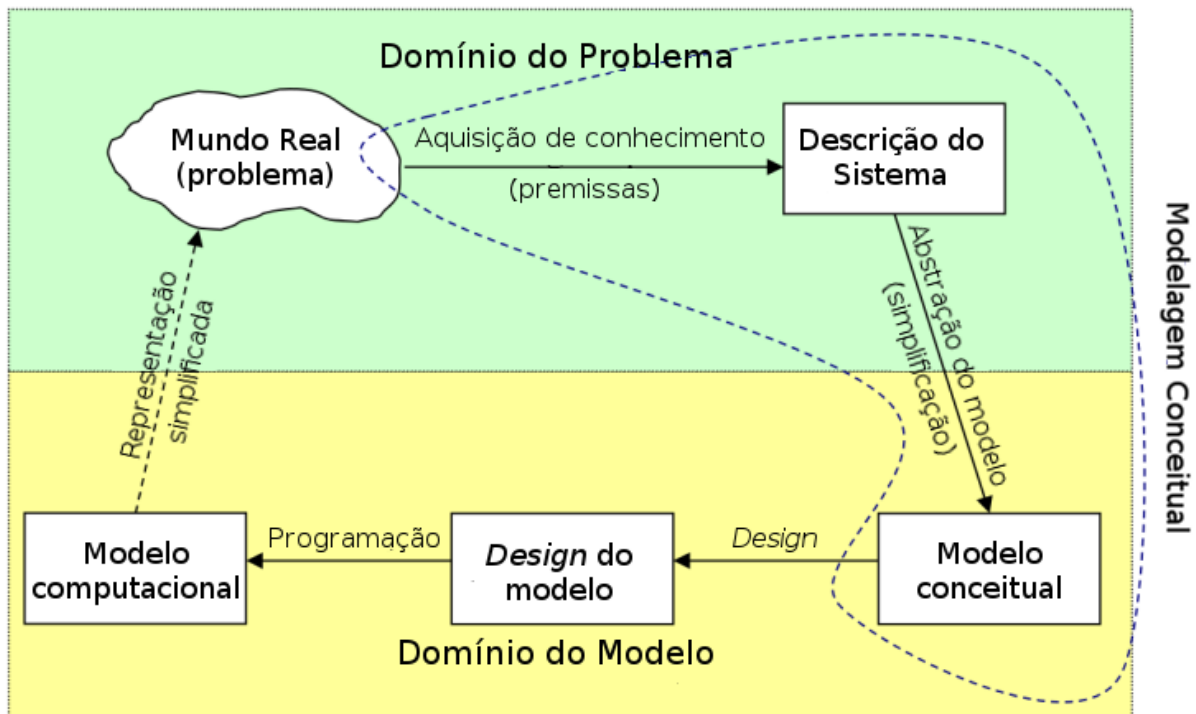 Domínio do Problema
Mundo Real
(problema)
Aquisição de conhecimento
(premissas)
Descrição do
Sistema
Abstração do modelo
(simplificação)
Modelagem Conceitual
Representação
simplificada
Modelo
conceitual
Design
Design do
modelo
Programação
Modelo
computacional
Domínio do Modelo